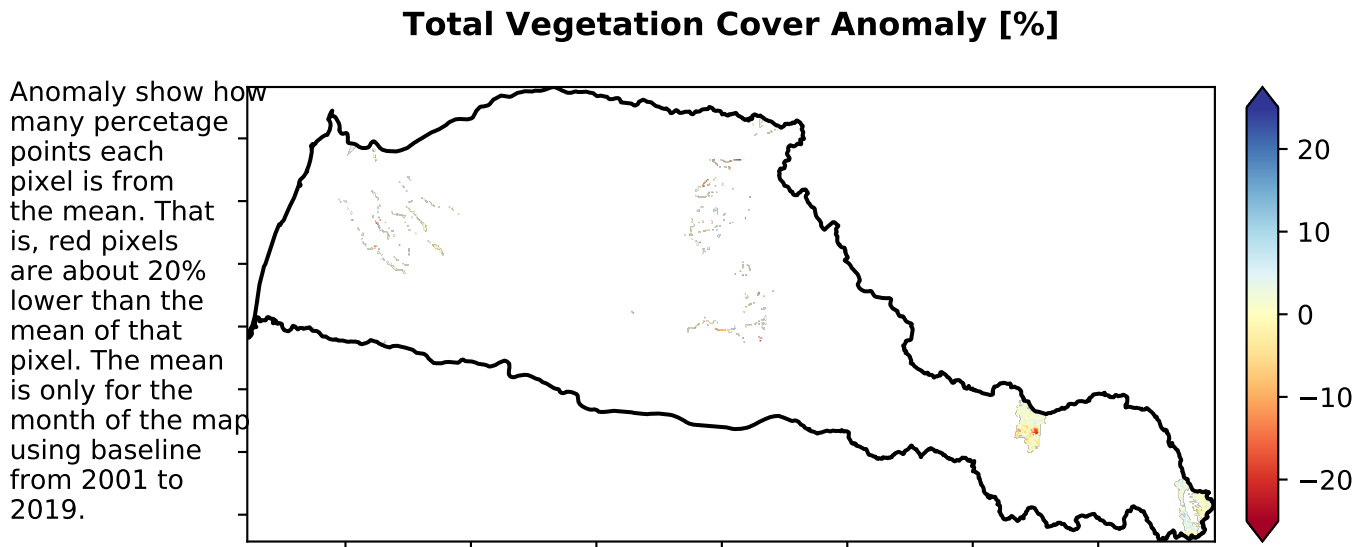 Total Vegetation Cover Anomaly [%]
Anomaly show how
many percetage
points each
pixel is from
the mean. That
is, red pixels
are about 20%
lower than the
mean of that
pixel. The mean
is only for the
month of the map
using baseline
from 2001 to
2019.
20
10
0
−10
−20